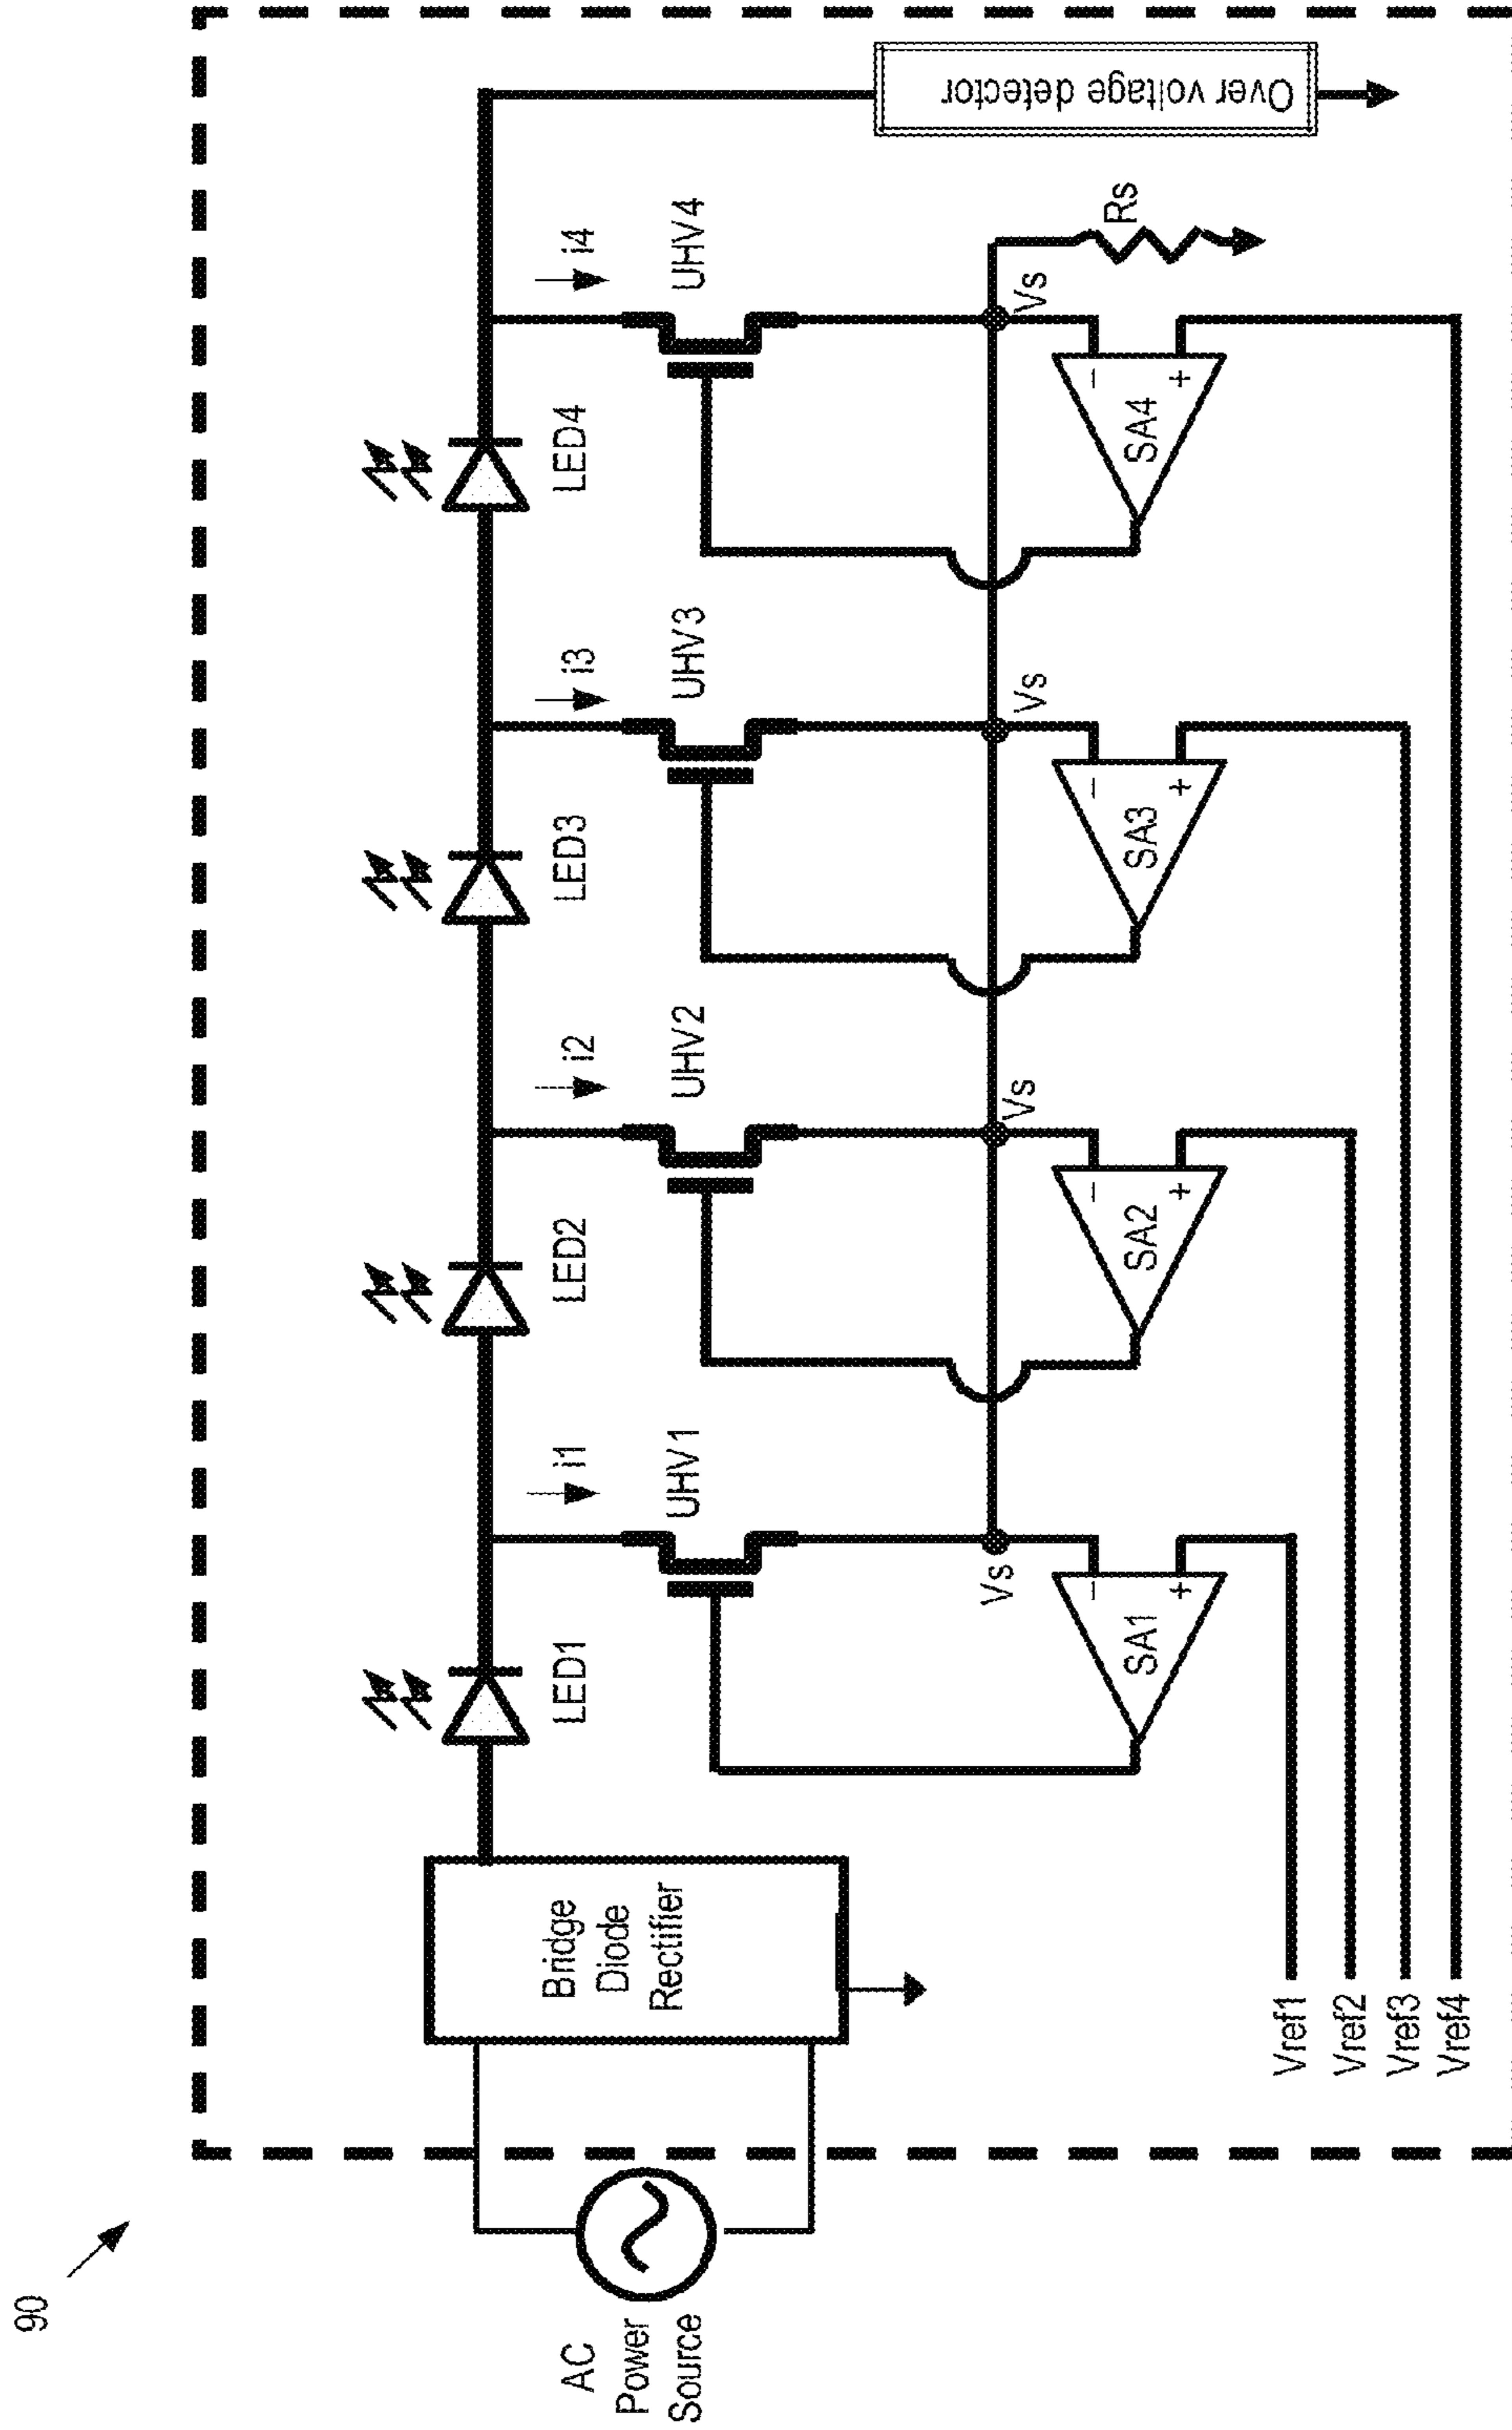 90
AC
Power
Source
Bridge
Diode
Rectifier
LED1
LED2
LED3
LED4
i1
i2
i3
i4
UHV1
UHV2
UHV3
UHV4
Over voltage detector
Vs
Vs
Vs
Vs
Rs
−
+
SA1
−
+
SA2
−
+
SA3
−
+
SA4
Vref1
Vref2
Vref3
Vref4